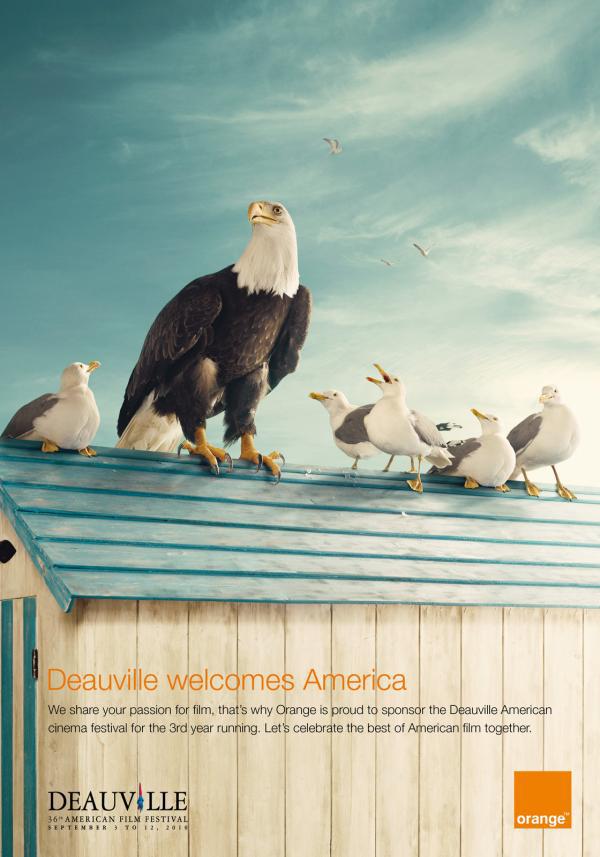 Deauville welcomes America
We share your passion for film, that's why Orange is proud to sponsor the Deauville American
cinema festival for the 3rd year running. Let's celebrate the best of American film together.
DEAUVILLE
36th AMERICAN FILM FESTIVAL
SEPTEMBER 3 TO 12, 2010
orange™